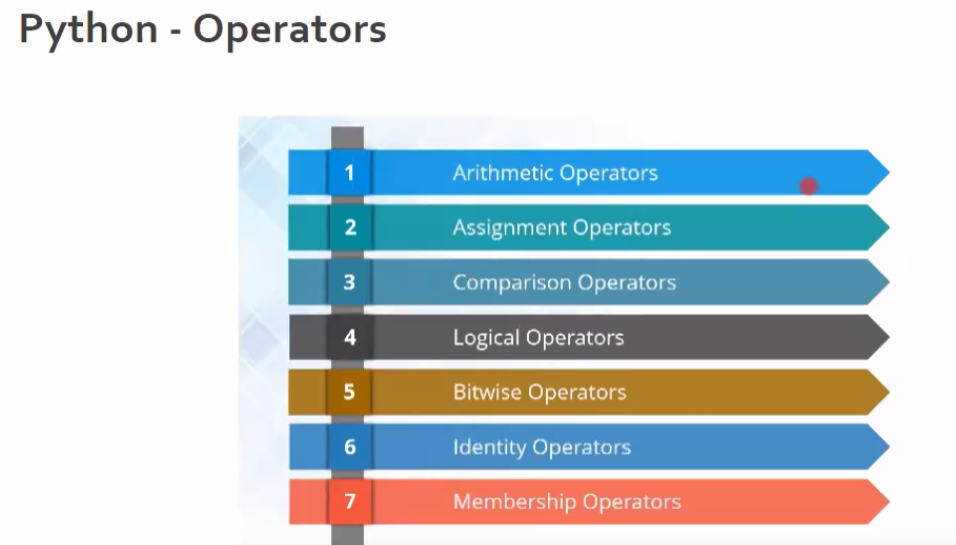 Python - Operators
1 Arithmetic Operators
2 Assignment Operators
3 Comparison Operators
4 Logical Operators
5 Bitwise Operators
6 Identity Operators
7 Membership Operators